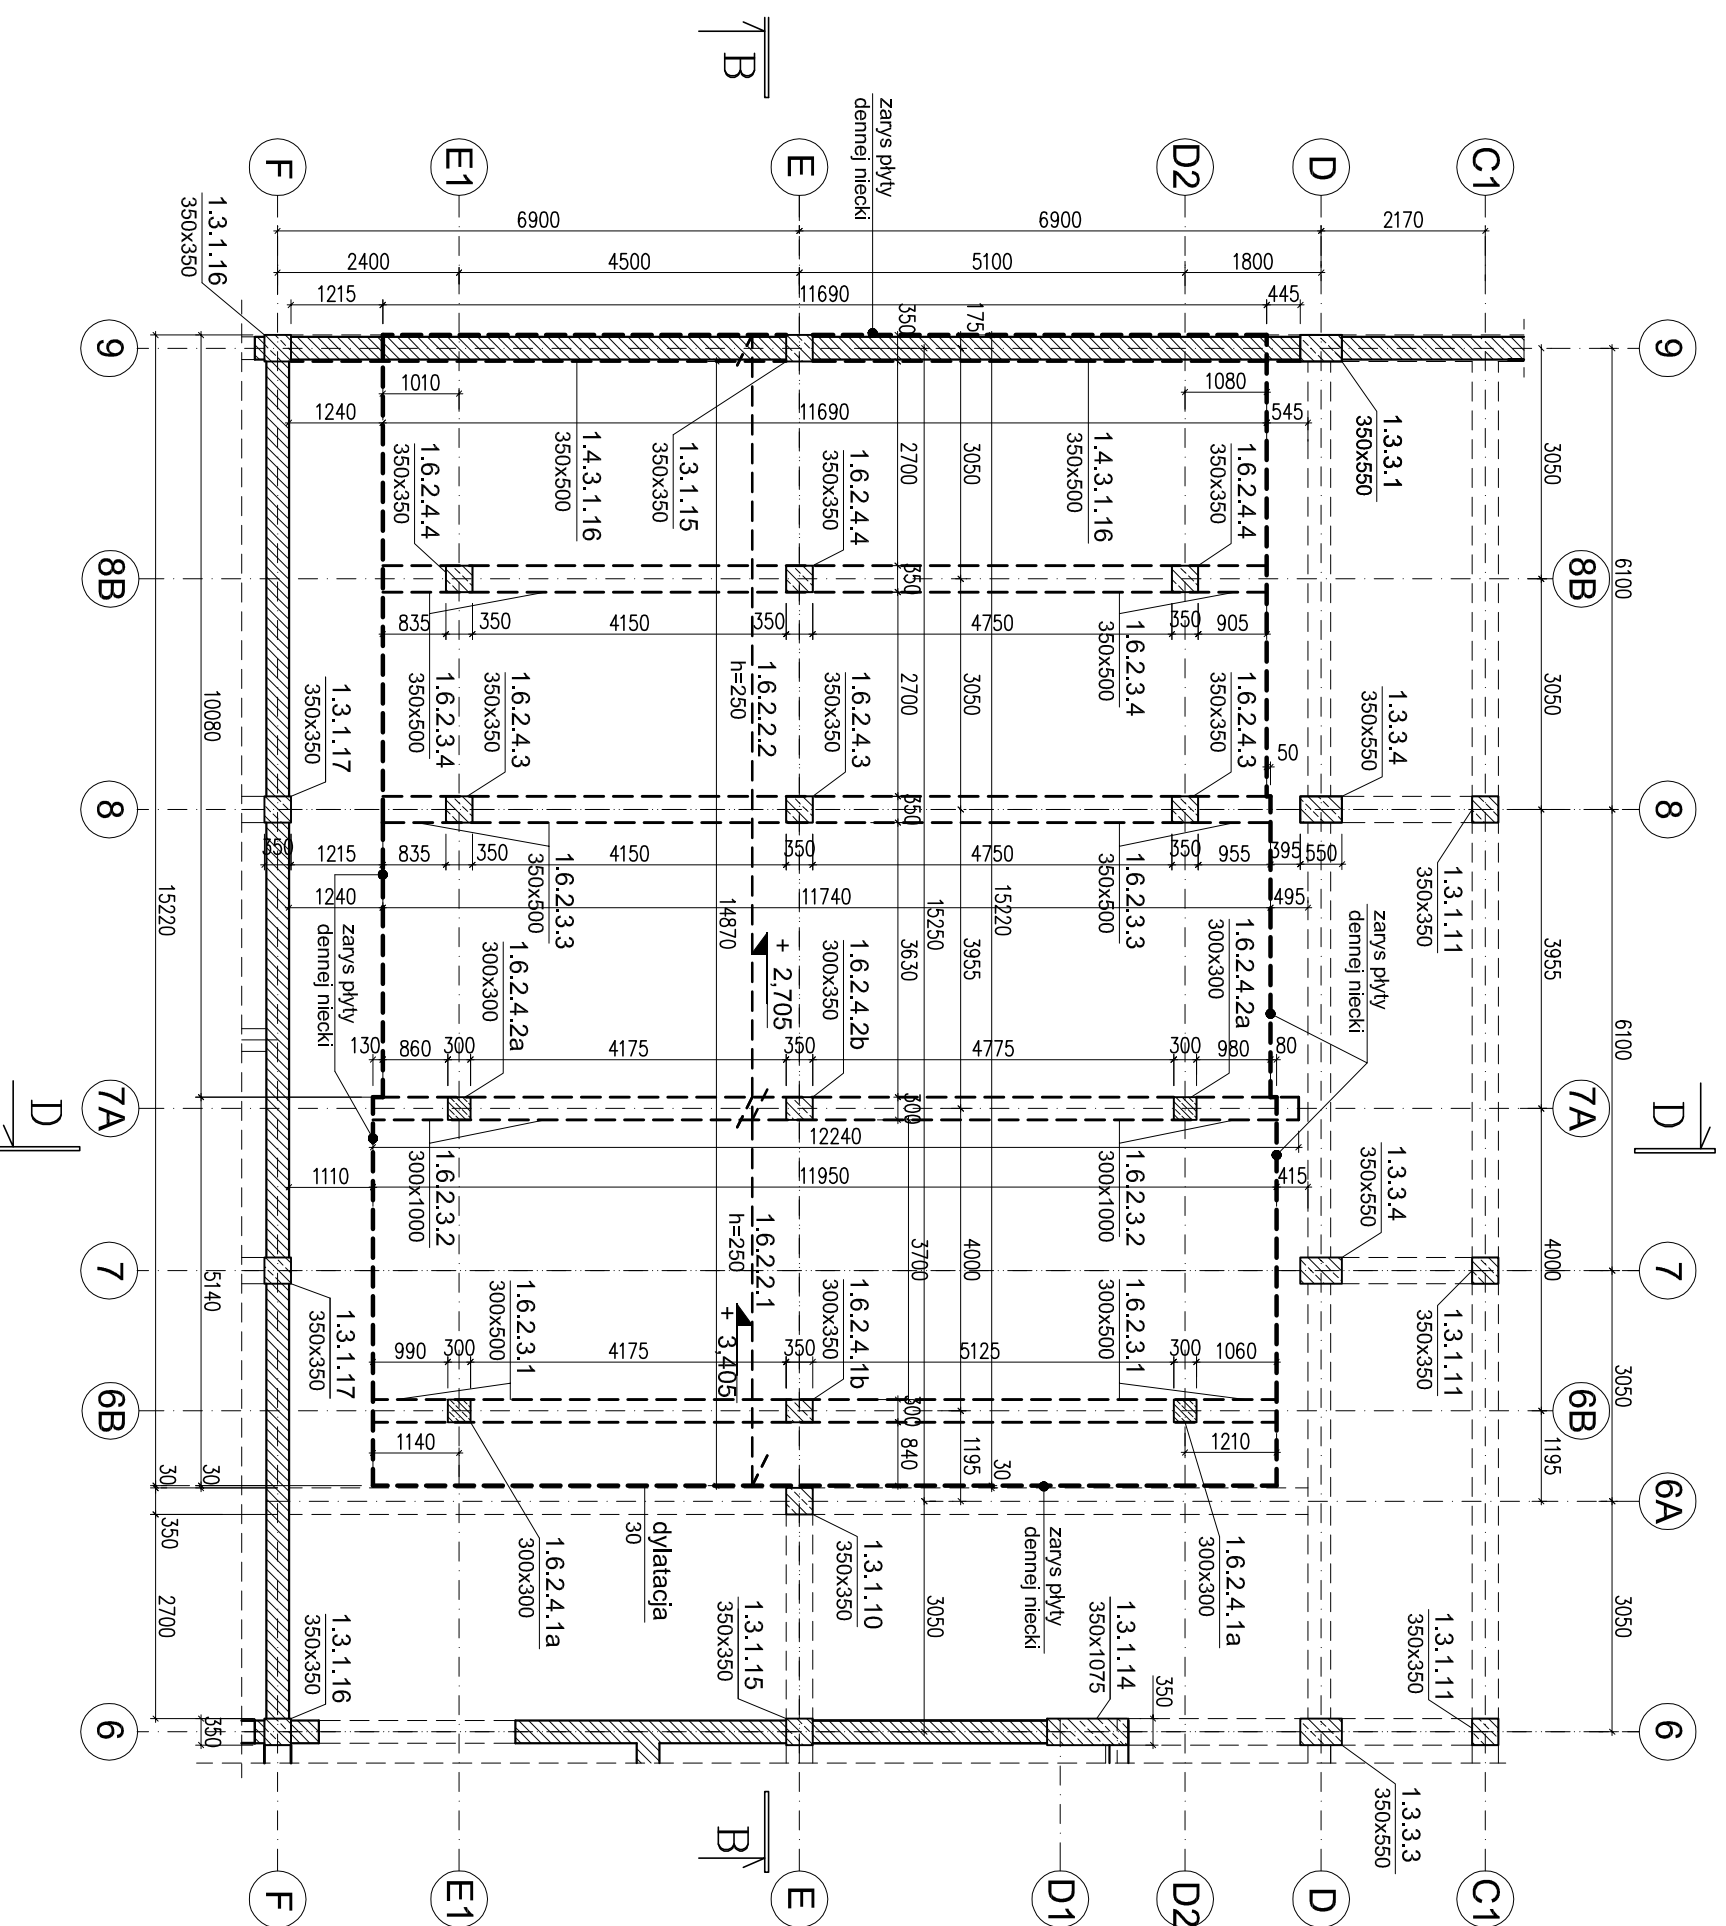 B
zarys płyty
dennej niecki
F
E1
E
D2
D
C1
6900
6900
2170
2400
4500
5100
1800
1.3.1.16
350x350
1215
11690
445
350
175
9
9
1010
1080
1240
11690
545
1.3.3.1
350x550
1.6.2.4.4
350x350
1.4.3.1.16
350x500
1.3.1.15
350x350
1.6.2.4.4
350x350
2700
3050
1.4.3.1.16
350x500
1.6.2.4.4
350x350
3050
6100
8B
8B
350
835
350
4150
350
4750
350
905
10080
1.3.1.17
350x350
1.6.2.3.4
350x500
1.6.2.4.3
350x350
1.6.2.2.2
h=250
1.6.2.4.3
350x350
2700
3050
1.6.2.3.4
350x500
1.6.2.4.3
350x350
50
1.3.3.4
350x550
3050
8
8
350
350
1215
835
350
4150
350
4750
350
955
395
550
15220
1240
11740
495
1.6.2.3.3
350x500
1.6.2.3.3
350x500
1.3.1.11
350x350
zarys płyty
dennej niecki
1.6.2.4.2a
300x300
14870
+ 2,705
1.6.2.4.2b
300x350
3630
15250
3955
15220
1.6.2.4.2a
300x300
zarys płyty
dennej niecki
3955
6100
130
860
300
4175
350
4775
300
980
80
D
D
7A
7A
300
12240
1110
11950
415
1.6.2.3.2
300x1000
1.6.2.3.2
300x1000
1.3.3.4
350x550
7
7
5140
1.3.1.17
350x350
1.6.2.3.1
300x500
1.6.2.2.1
h=250
+ 3,405
1.6.2.4.1b
300x350
3700
4000
1.6.2.3.1
300x500
1.3.1.11
350x350
4000
3050
990
300
4175
350
5125
300
1060
6B
6B
300
1140
1210
840
1195
30
1195
30
30
6A
350
dylatacja
30
1.6.2.4.1a
300x300
1.3.1.10
350x350
zarys płyty
dennej niecki
1.6.2.4.1a
300x300
2700
1.3.1.16
350x350
1.3.1.15
350x350
3050
1.3.1.14
350x1075
350
1.3.1.11
350x350
3050
6
6
350
1.3.3.3
350x550
B
F
E1
E
D1
D2
D
C1